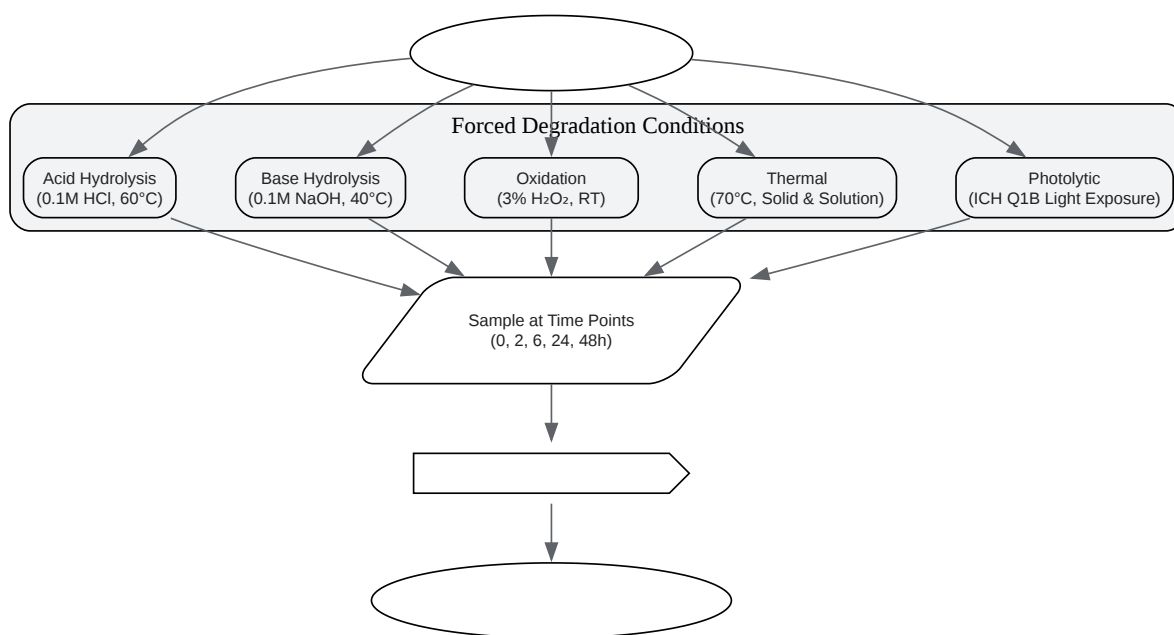 Forced Degradation Conditions
Acid Hydrolysis
(0.1M HCl, 60°C)
Base Hydrolysis
(0.1M NaOH, 40°C)
Oxidation
(3% H₂O₂, RT)
Thermal
(70°C, Solid & Solution)
Photolytic
(ICH Q1B Light Exposure)
Sample at Time Points
(0, 2, 6, 24, 48h)